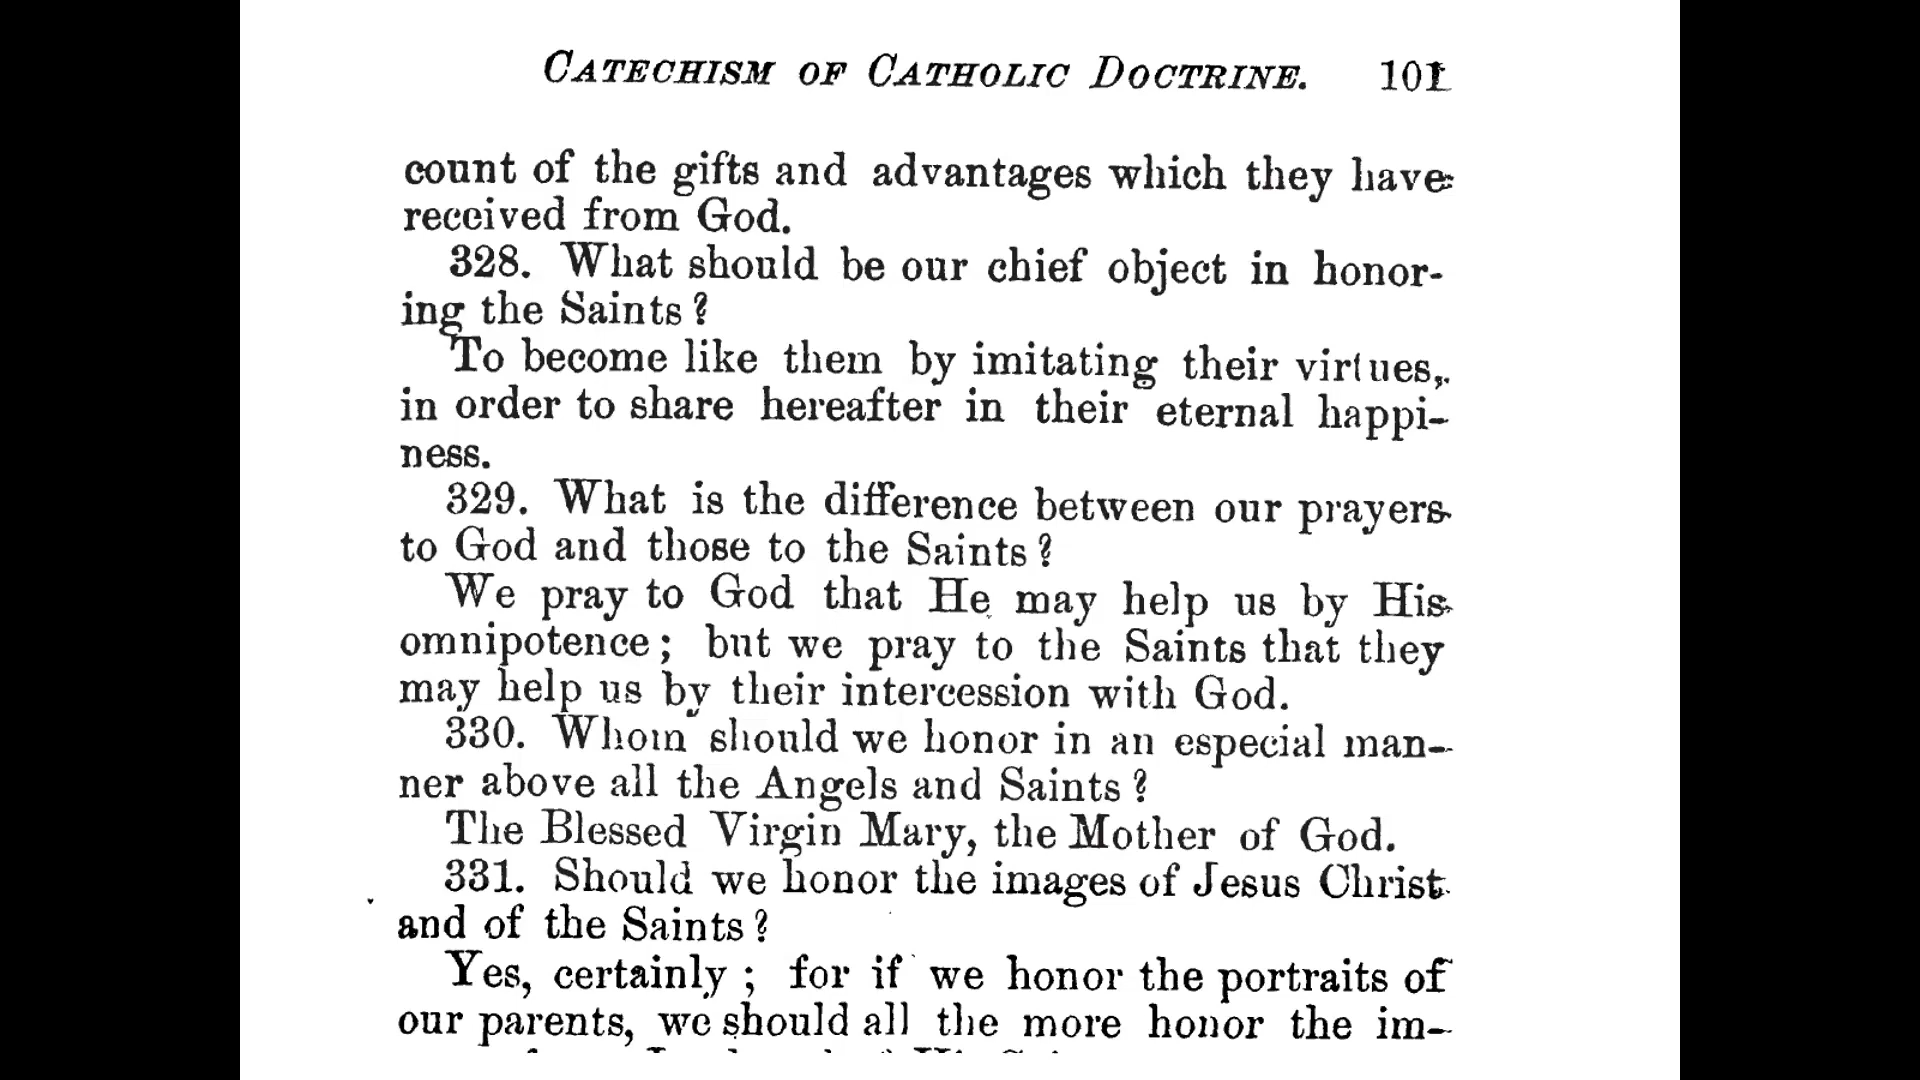 CATECHISM OF CATHOLIC DOCTRINE. 101
count of the gifts and advantages which they have
received from God.
328. What should be our chief object in honor-
ing the Saints?
To become like them by imitating their virtues,
in order to share hereafter in their eternal happi-
ness.
329. What is the difference between our prayers
to God and those to the Saints?
We pray to God that He may help us by His
omnipotence; but we pray to the Saints that they
may help us by their intercession with God.
330. Whom should we honor in an especial man-
ner above all the Angels and Saints?
The Blessed Virgin Mary, the Mother of God.
331. Should we honor the images of Jesus Christ
and of the Saints?
Yes, certainly; for if we honor the portraits of
our parents, we should all the more honor the im-